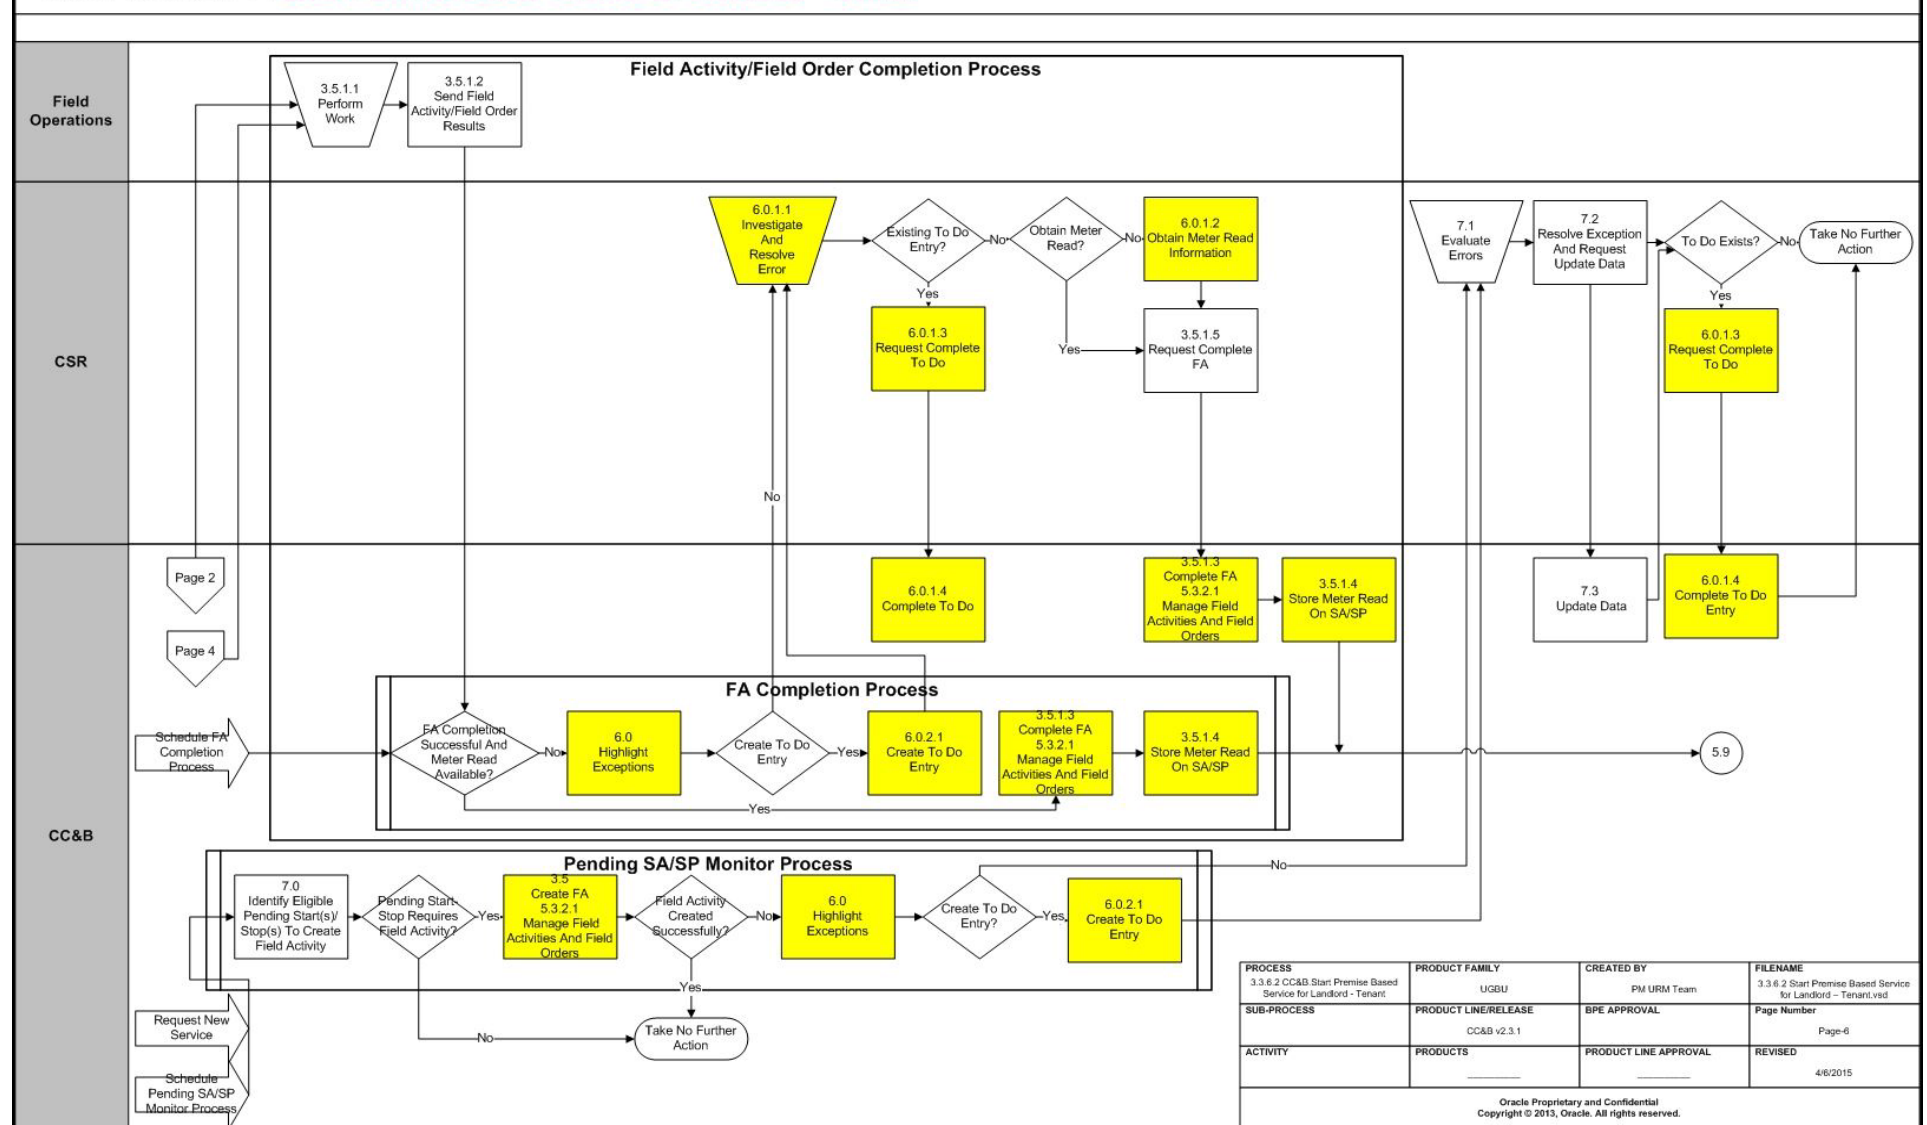 Field Activity/Field Order Completion Process
Field
Operations
3.5.1.1
Perform
Work
3.5.1.2
Send Field
Activity/Field Order
Results
CSR
6.0.1.1
Investigate
And
Resolve
Error
Existing To Do
Entry?
No
Obtain Meter
Read?
No
6.0.1.2
Obtain Meter Read
Information
Yes
6.0.1.3
Request Complete
To Do
Yes
3.5.1.5
Request Complete
FA
7.1
Evaluate
Errors
7.2
Resolve Exception
And Request
Update Data
To Do Exists?
No
Take No Further
Action
Yes
6.0.1.3
Request Complete
To Do
No
CC&B
Page 2
Page 4
6.0.1.4
Complete To Do
3.5.1.3
Complete FA
5.3.2.1
Manage Field
Activities And Field
Orders
3.5.1.4
Store Meter Read
On SA/SP
7.3
Update Data
6.0.1.4
Complete To Do
Entry
FA Completion Process
Schedule FA
Completion
Process
FA Completion
Successful And
Meter Read
Available?
No
6.0
Highlight
Exceptions
Create To Do
Entry
Yes
6.0.2.1
Create To Do
Entry
3.5.1.3
Complete FA
5.3.2.1
Manage Field
Activities And Field
Orders
3.5.1.4
Store Meter Read
On SA/SP
5.9
Yes
Pending SA/SP Monitor Process
7.0
Identify Eligible
Pending Start(s)/
Stop(s) To Create
Field Activity
Pending Start-
Stop Requires
Field Activity?
Yes
3.5
Create FA
5.3.2.1
Manage Field
Activities And Field
Orders
Field Activity
Created
Successfully?
No
6.0
Highlight
Exceptions
Create To Do
Entry?
No
Yes
6.0.2.1
Create To Do
Entry
Yes
No
Take No Further
Action
Request New
Service
Schedule
Pending SA/SP
Monitor Process
PROCESS
3.3.6.2 CC&B.Start Premise Based
Service for Landlord - Tenant
PRODUCT FAMILY
UGBU
CREATED BY
PM URM Team
FILENAME
3.3.6.2 Start Premise Based Service
for Landlord – Tenant.vsd
SUB-PROCESS
PRODUCT LINE/RELEASE
CC&B v2.3.1
BPE APPROVAL
Page Number
Page-6
ACTIVITY
PRODUCTS
PRODUCT LINE APPROVAL
REVISED
4/6/2015
Oracle Proprietary and Confidential
Copyright © 2013, Oracle. All rights reserved.